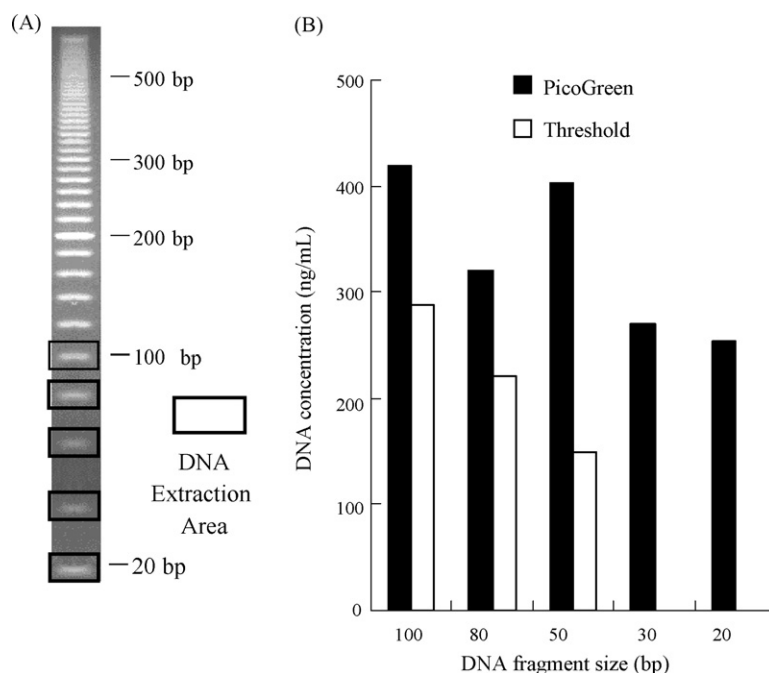 (A)
500 bp
300 bp
200 bp
100 bp
20 bp
DNA
Extraction
Area
(B)
PicoGreen
Threshold
DNA concentration (ng/mL)
500
400
300
200
100
0
100 80 50 30 20
DNA fragment size (bp)